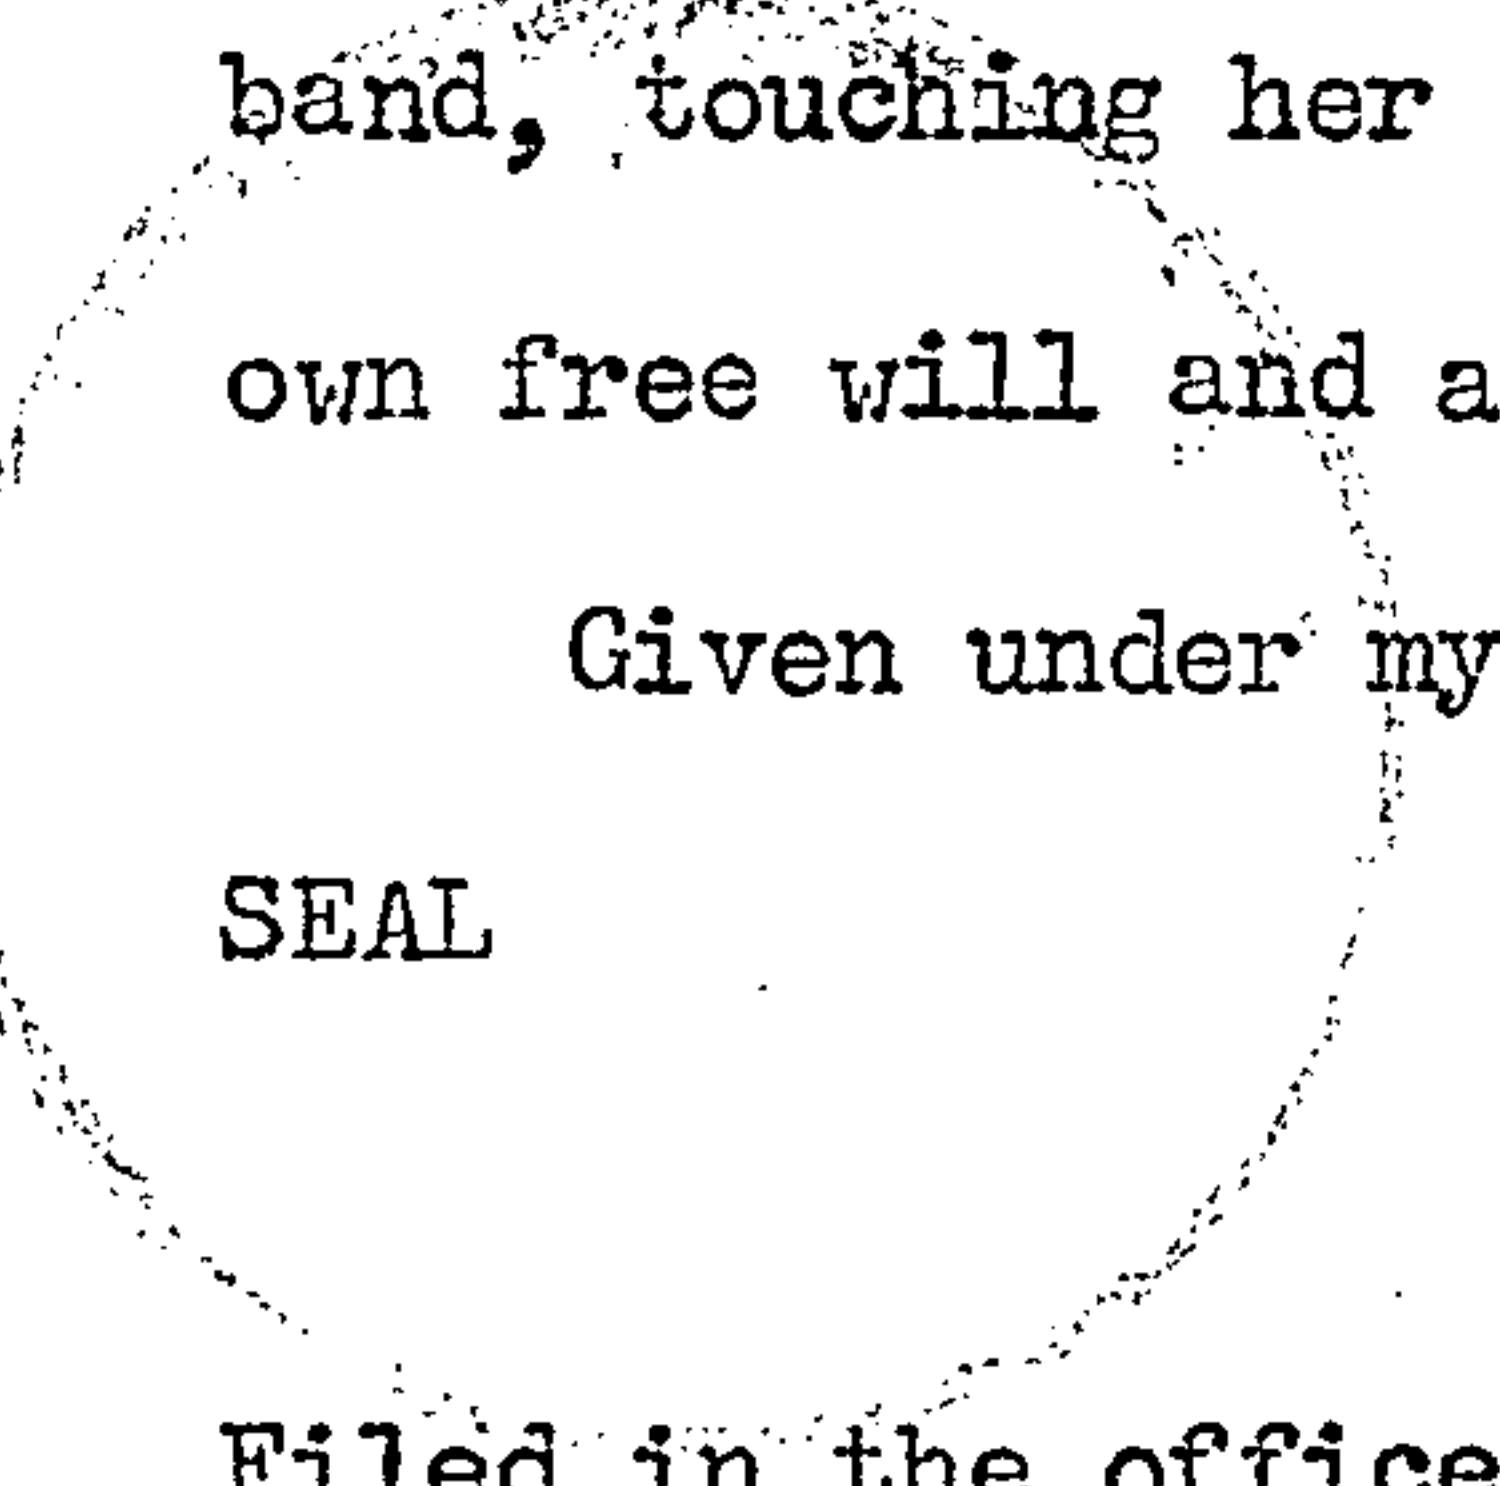 band, touching her
own free will and a
Given under my
SEAL
Filed in the office